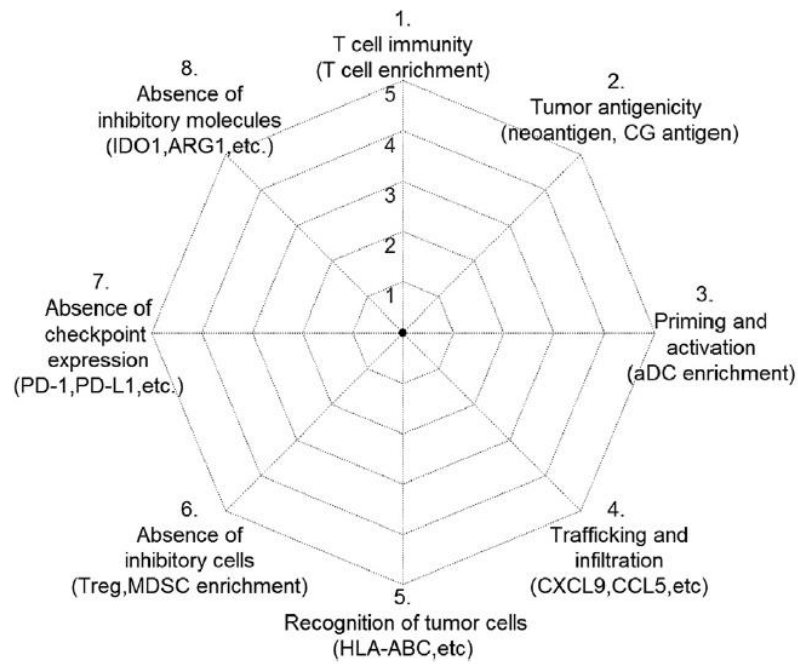 1.
T cell immunity
(T cell enrichment)
2.
Tumor antigenicity
(neoantigen, CG antigen)
3.
Priming and
activation
(aDC enrichment)
4.
Trafficking and
infiltration
(CXCL9,CCL5,etc)
5.
Recognition of tumor cells
(HLA-ABC,etc)
6.
Absence of
inhibitory cells
(Treg,MDSC enrichment)
7.
Absence of
checkpoint
expression
(PD-1,PD-L1,etc.)
8.
Absence of
inhibitory molecules
(IDO1,ARG1,etc.)
5
4
3
2
1